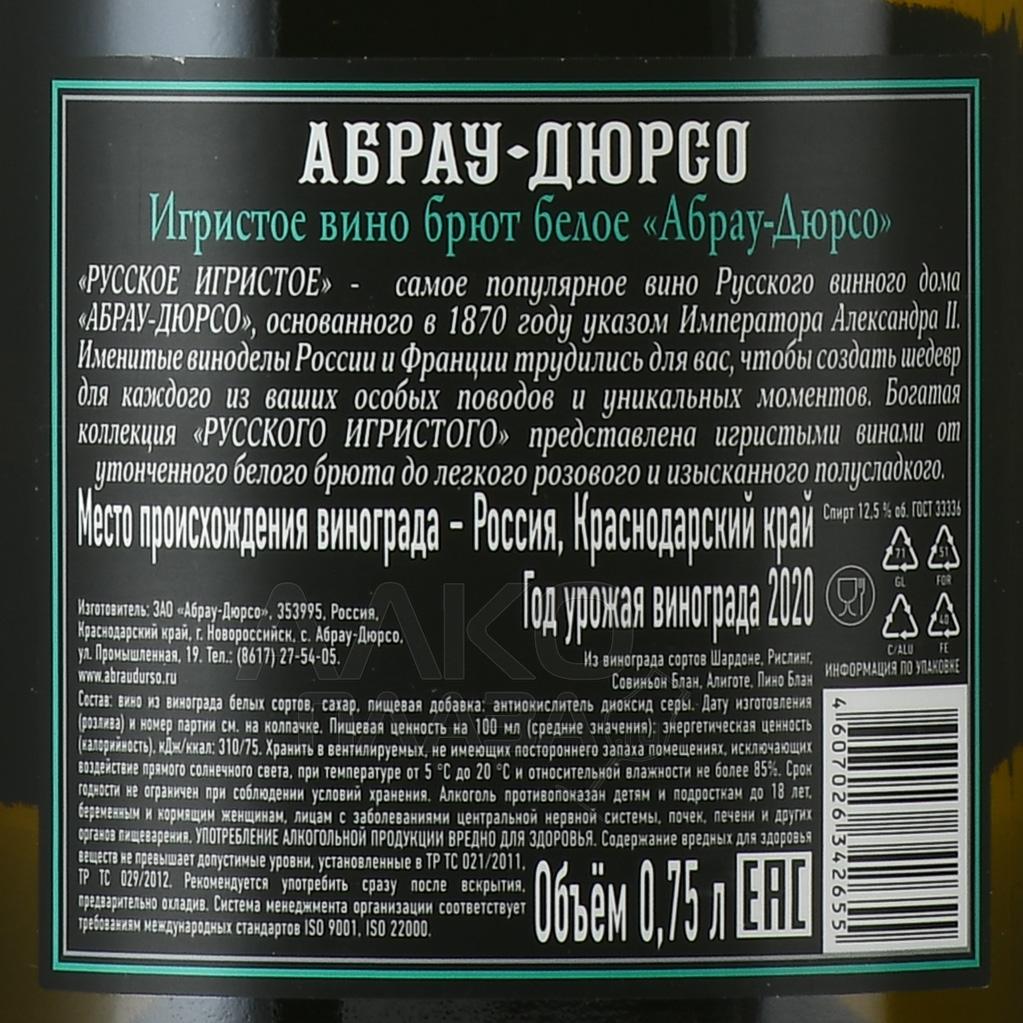 АБРАУ-ДЮРСО
Игристое вино брют белое «Абрау-Дюрсо»
«РУССКОЕ ИГРИСТОЕ» - самое популярное вино Русского винного дома
«АБРАУ-ДЮРСО», основанного в 1870 году указом Императора Александра II.
Именитые виноделы России и Франции трудились для вас, чтобы создать шедевр
для каждого из ваших особых поводов и уникальных моментов. Богатая
коллекция «РУССКОГО ИГРИСТОГО» представлена игристыми винами от
утонченного белого брюта до легкого розового и изысканного полусладкого.
Место происхождения винограда – Россия, Краснодарский край
Спирт 12,5 % об. ГОСТ 33336
Год урожая винограда 2020
71
GL
51
FOR
C/ALU
40
FE
ИНФОРМАЦИЯ ПО УПАКОВКЕ
Изготовитель: ЗАО «Абрау-Дюрсо», 353995, Россия,
Краснодарский край, г. Новороссийск, с. Абрау-Дюрсо,
ул. Промышленная, 19. Тел.: (8617) 27-54-05.
www.abraudurso.ru
Из винограда сортов Шардоне, Рислинг,
Совиньон Блан, Алиготе, Пино Блан
Состав: вино из винограда белых сортов, сахар, пищевая добавка: антиокислитель диоксид серы. Дату изготовления
(розлива) и номер партии см. на колпачке. Пищевая ценность на 100 мл (средние значения): энергетическая ценность
(калорийность), кДж/ккал: 310/75. Хранить в вентилируемых, не имеющих постороннего запаха помещениях, исключающих
воздействие прямого солнечного света, при температуре от 5 °С до 20 °С и относительной влажности не более 85%. Срок
годности не ограничен при соблюдении условий хранения. Алкоголь противопоказан детям и подросткам до 18 лет,
беременным и кормящим женщинам, лицам с заболеваниями центральной нервной системы, почек, печени и других
органов пищеварения. УПОТРЕБЛЕНИЕ АЛКОГОЛЬНОЙ ПРОДУКЦИИ ВРЕДНО ДЛЯ ЗДОРОВЬЯ. Содержание вредных для здоровья
веществ не превышает допустимые уровни, установленные в ТР ТС 021/2011,
ТР ТС 029/2012. Рекомендуется употребить сразу после вскрытия,
предварительно охладив. Система менеджмента организации соответствует
требованиям международных стандартов ISO 9001, ISO 22000.
Объём 0,75 л
EAC
4607026342655